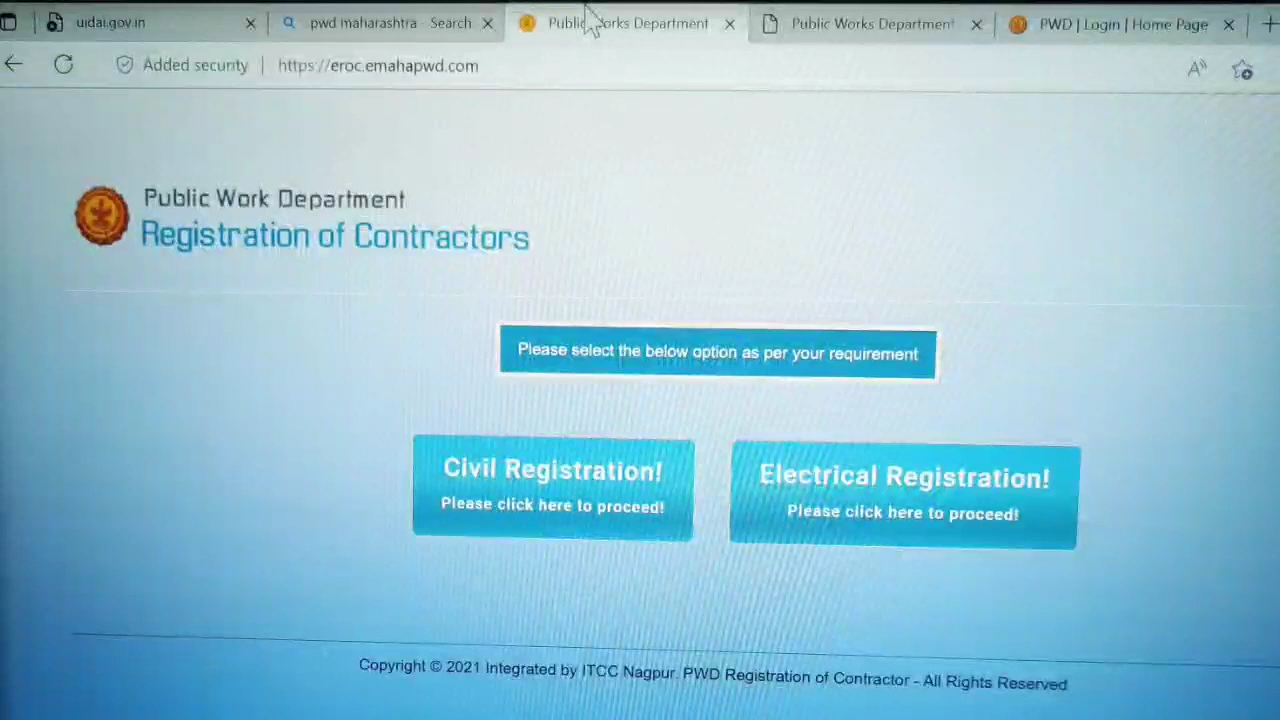 uidai.gov.in
pwd maharashtra - Search
Public Works Department
Public Works Department
PWD | Login | Home Page
Added security
https://eroc.emahapwd.com
Public Work Department
Registration of Contractors
Please select the below option as per your requirement
Civil Registration!
Please click here to proceed!
Electrical Registration!
Please click here to proceed!
Copyright © 2021 Integrated by ITCC Nagpur. PWD Registration of Contractor - All Rights Reserved